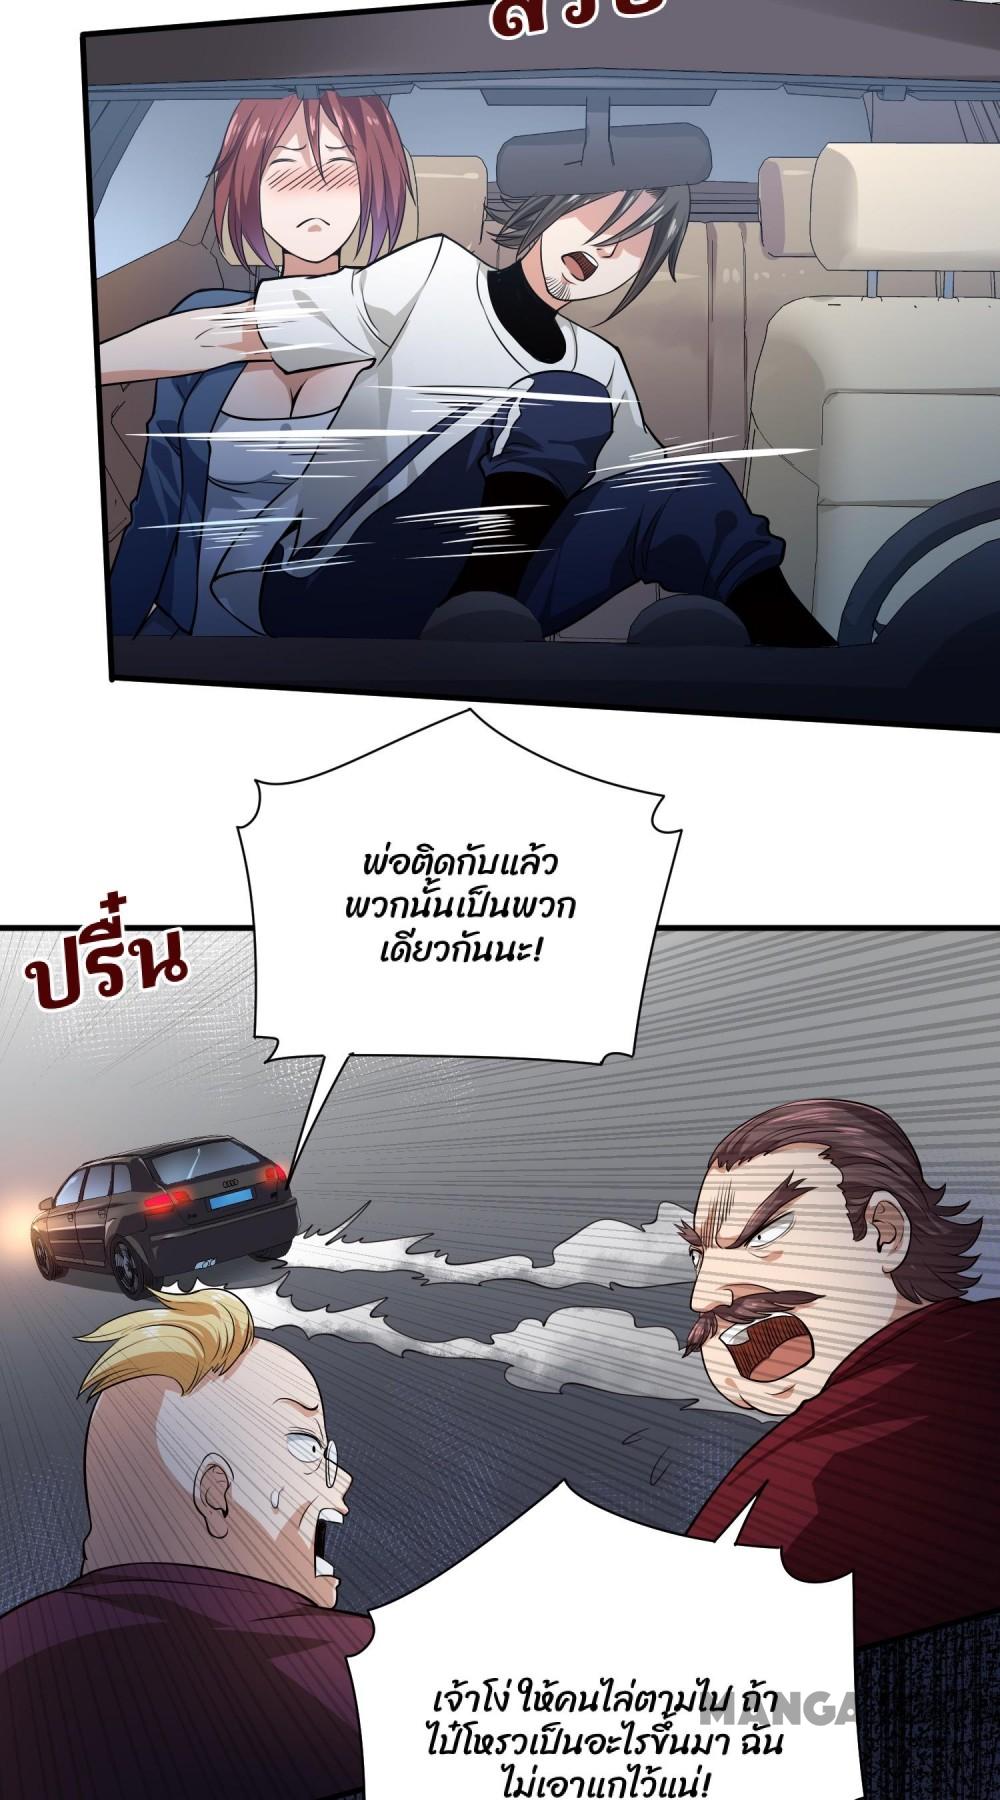 พ่อติดกับแล้ว
พวกนั้นเป็นพวก
เดียวกันนะ!
ปรี๋น
เจ้าโง่ ให้คนไล่ตามไป ถ้า
ไป๋โหรวเป็นอะไรขึ้นมา ฉัน
ไม่เอาแกไว้แน่!
MANGA